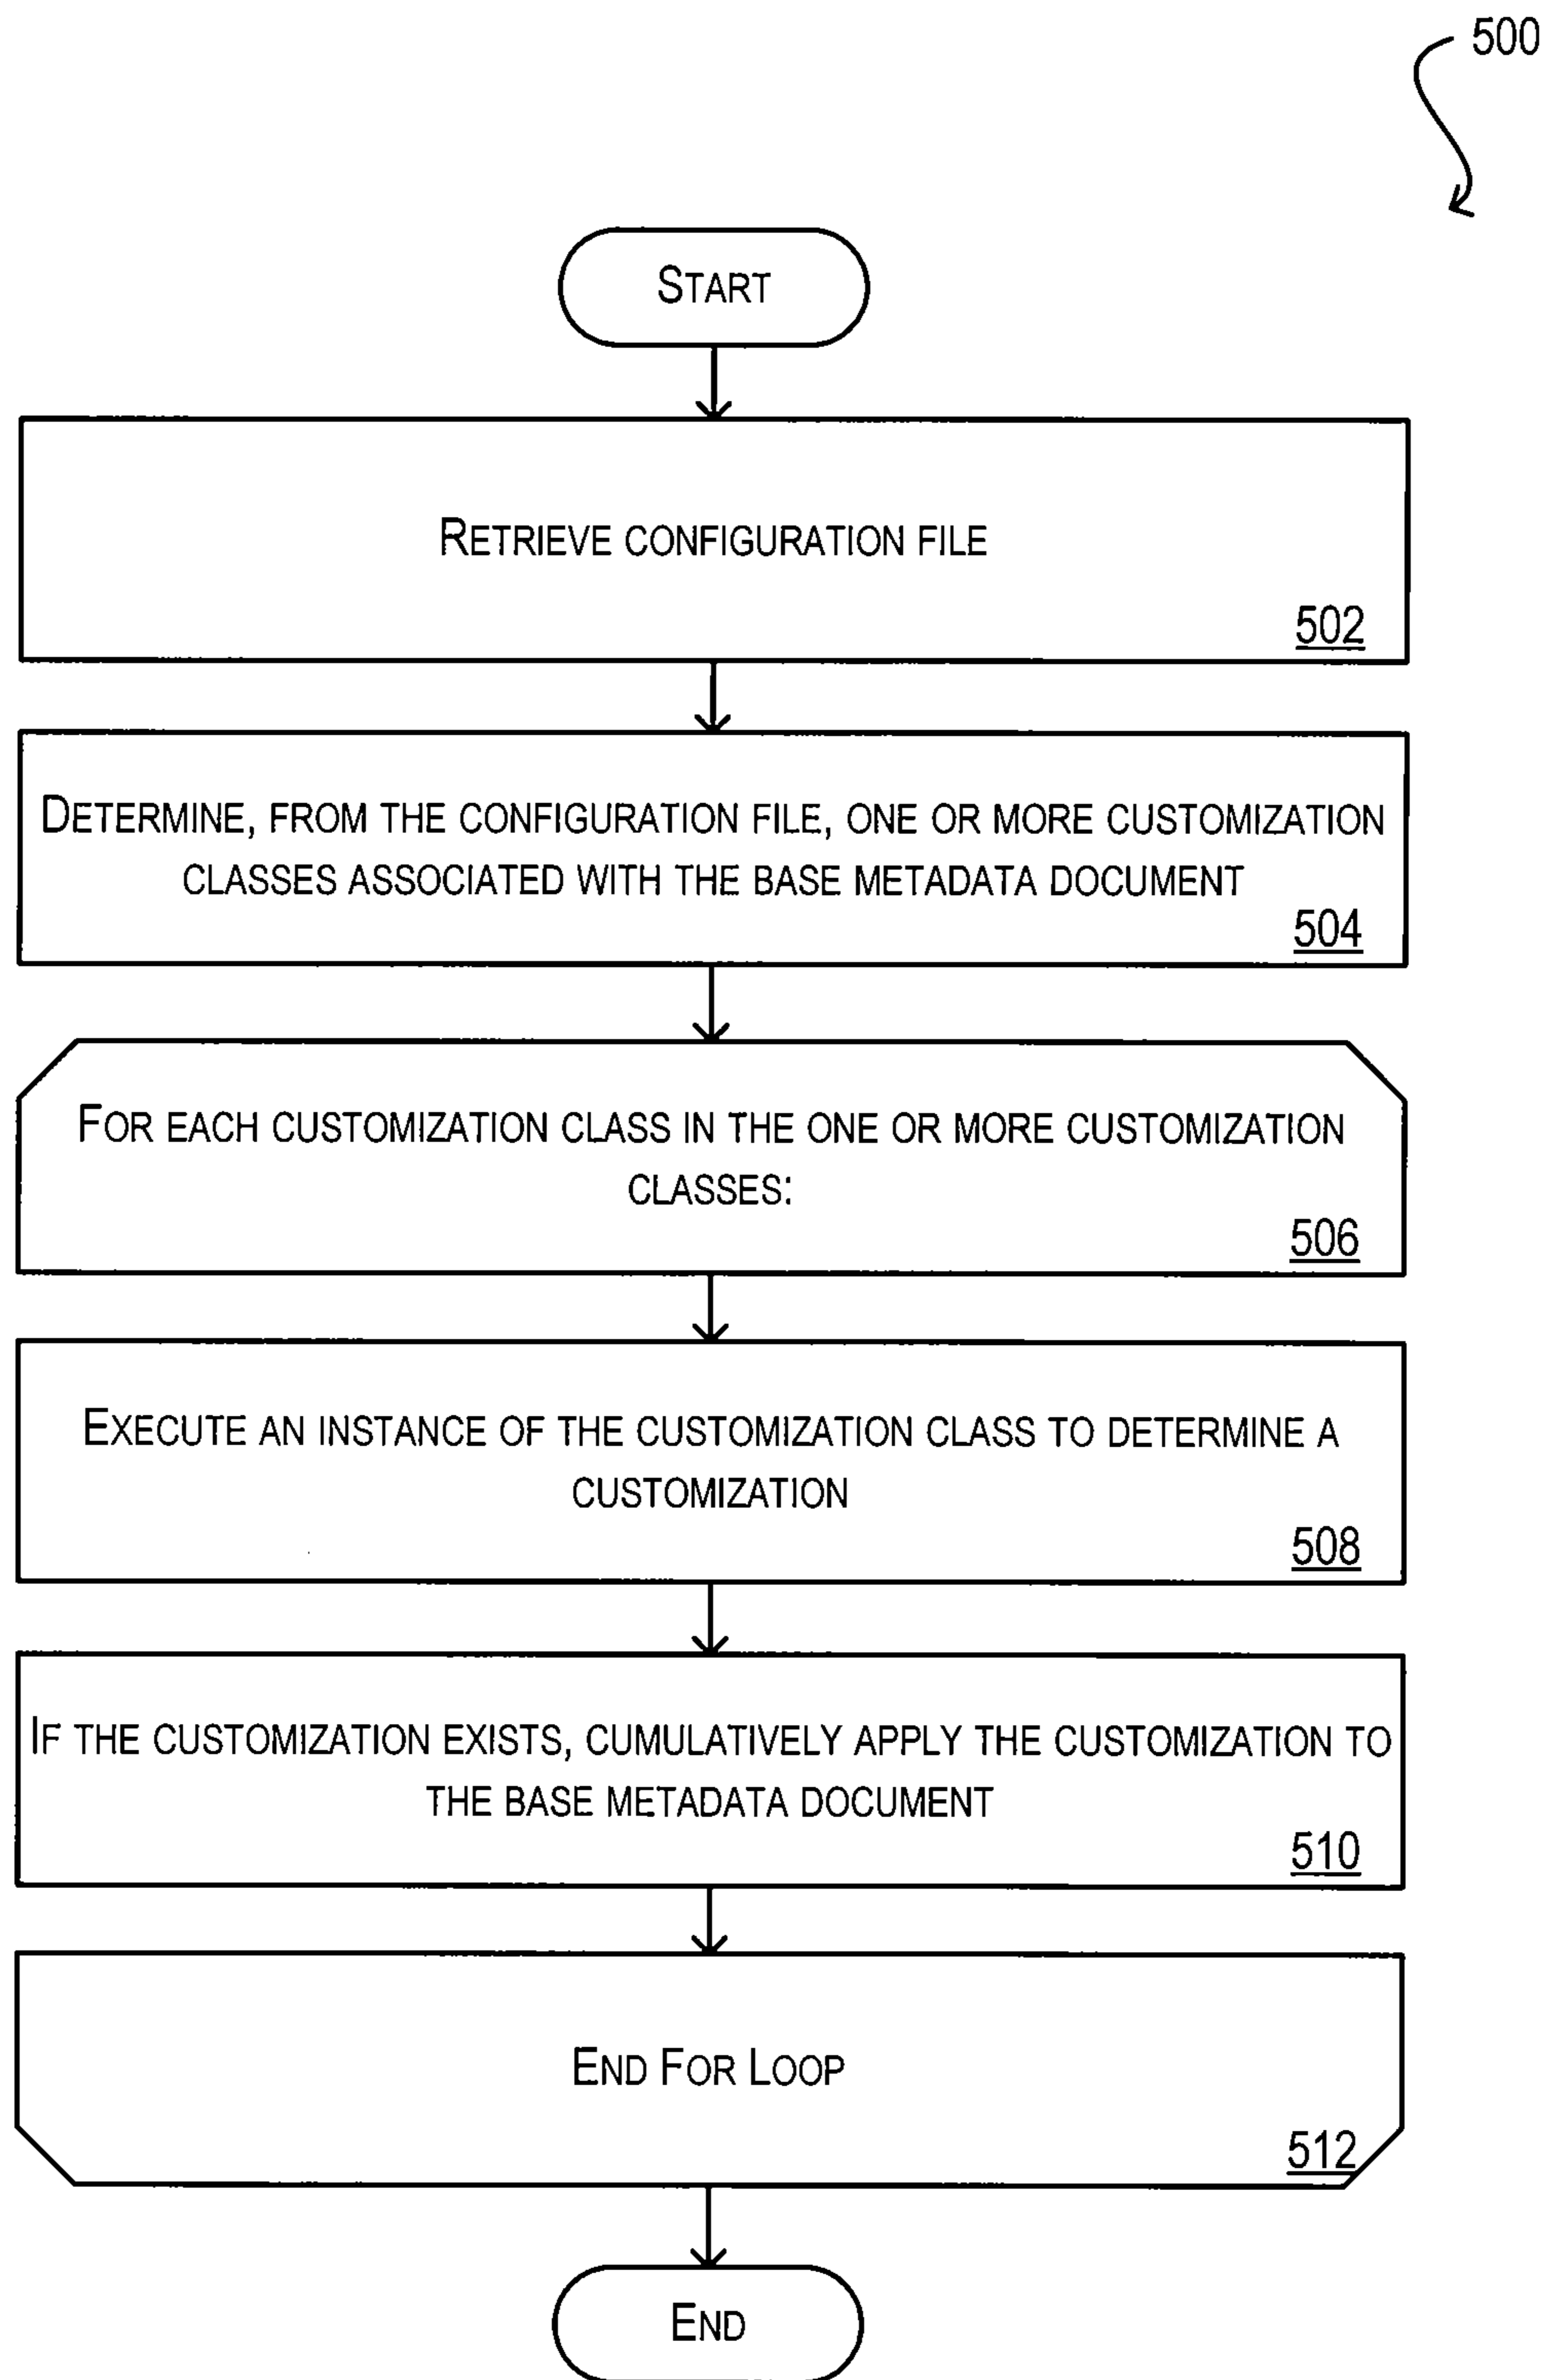 500
START
RETRIEVE CONFIGURATION FILE
502
DETERMINE, FROM THE CONFIGURATION FILE, ONE OR MORE CUSTOMIZATION
CLASSES ASSOCIATED WITH THE BASE METADATA DOCUMENT
504
FOR EACH CUSTOMIZATION CLASS IN THE ONE OR MORE CUSTOMIZATION
CLASSES:
506
EXECUTE AN INSTANCE OF THE CUSTOMIZATION CLASS TO DETERMINE A
CUSTOMIZATION
508
IF THE CUSTOMIZATION EXISTS, CUMULATIVELY APPLY THE CUSTOMIZATION TO
THE BASE METADATA DOCUMENT
510
END FOR LOOP
512
END